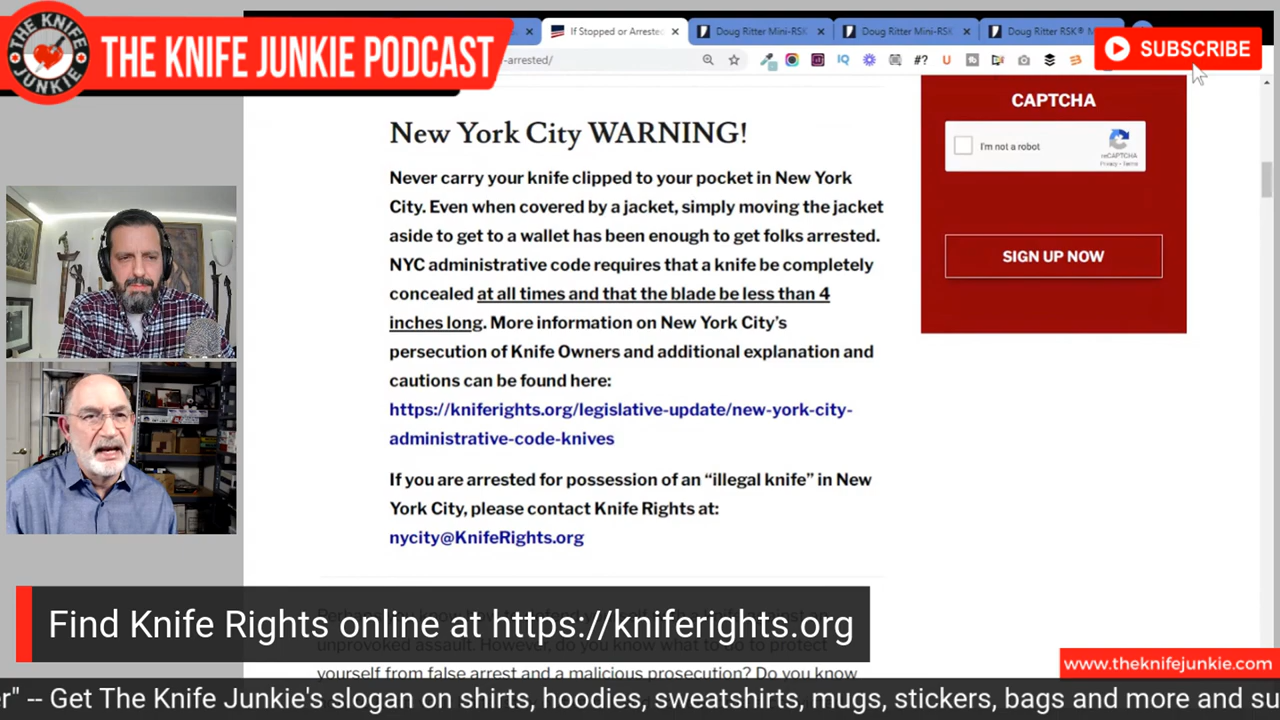 THE KNIFE JUNKIE
THE KNIFE JUNKIE PODCAST
If Stopped or Arrested
Doug Ritter Mini-RSK
Doug Ritter Mini-RSK
Doug Ritter RSK® M
SUBSCRIBE
-arrested/
New York City WARNING!
Never carry your knife clipped to your pocket in New York
City. Even when covered by a jacket, simply moving the jacket
aside to get to a wallet has been enough to get folks arrested.
NYC administrative code requires that a knife be completely
concealed at all times and that the blade be less than 4
inches long. More information on New York City's
persecution of Knife Owners and additional explanation and
cautions can be found here:
https://kniferights.org/legislative-update/new-york-city-
administrative-code-knives
If you are arrested for possession of an “illegal knife” in New
York City, please contact Knife Rights at:
nycity@KnifeRights.org
CAPTCHA
I'm not a robot
reCAPTCHA
Privacy - Terms
SIGN UP NOW
Find Knife Rights online at https://kniferights.org
yourself from false arrest and a malicious prosecution? Do you know
www.theknifejunkie.com
er" -- Get The Knife Junkie's slogan on shirts, hoodies, sweatshirts, mugs, stickers, bags and more and su